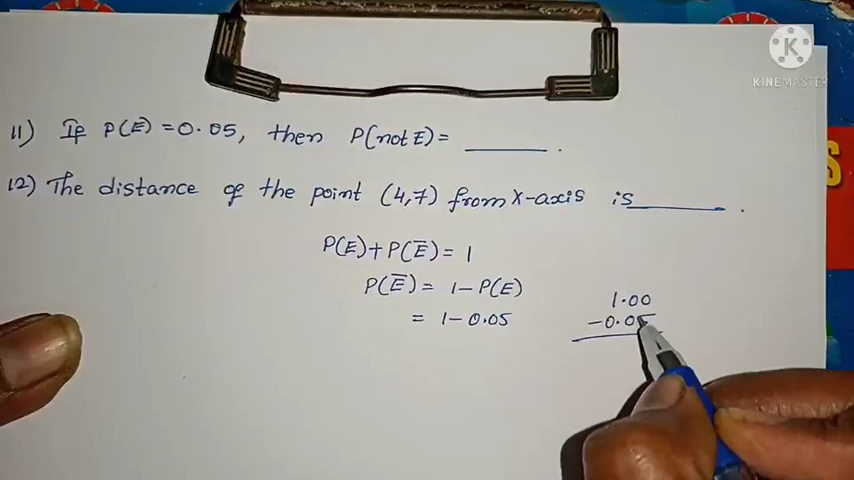 11) If P(E) = 0.05, then P(not E) = ______ .
12) The distance of the point (4,7) from X-axis is ______ .
P(E) + P(E̅) = 1
P(E̅) = 1 - P(E)
= 1 - 0.05
1.00
- 0.05
K
KINEMASTER